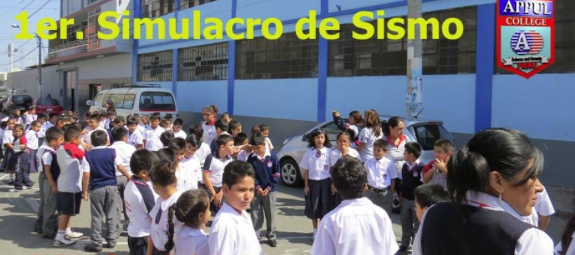 1er. Simulacro de Sismo
APPUL
COLLEGE
A